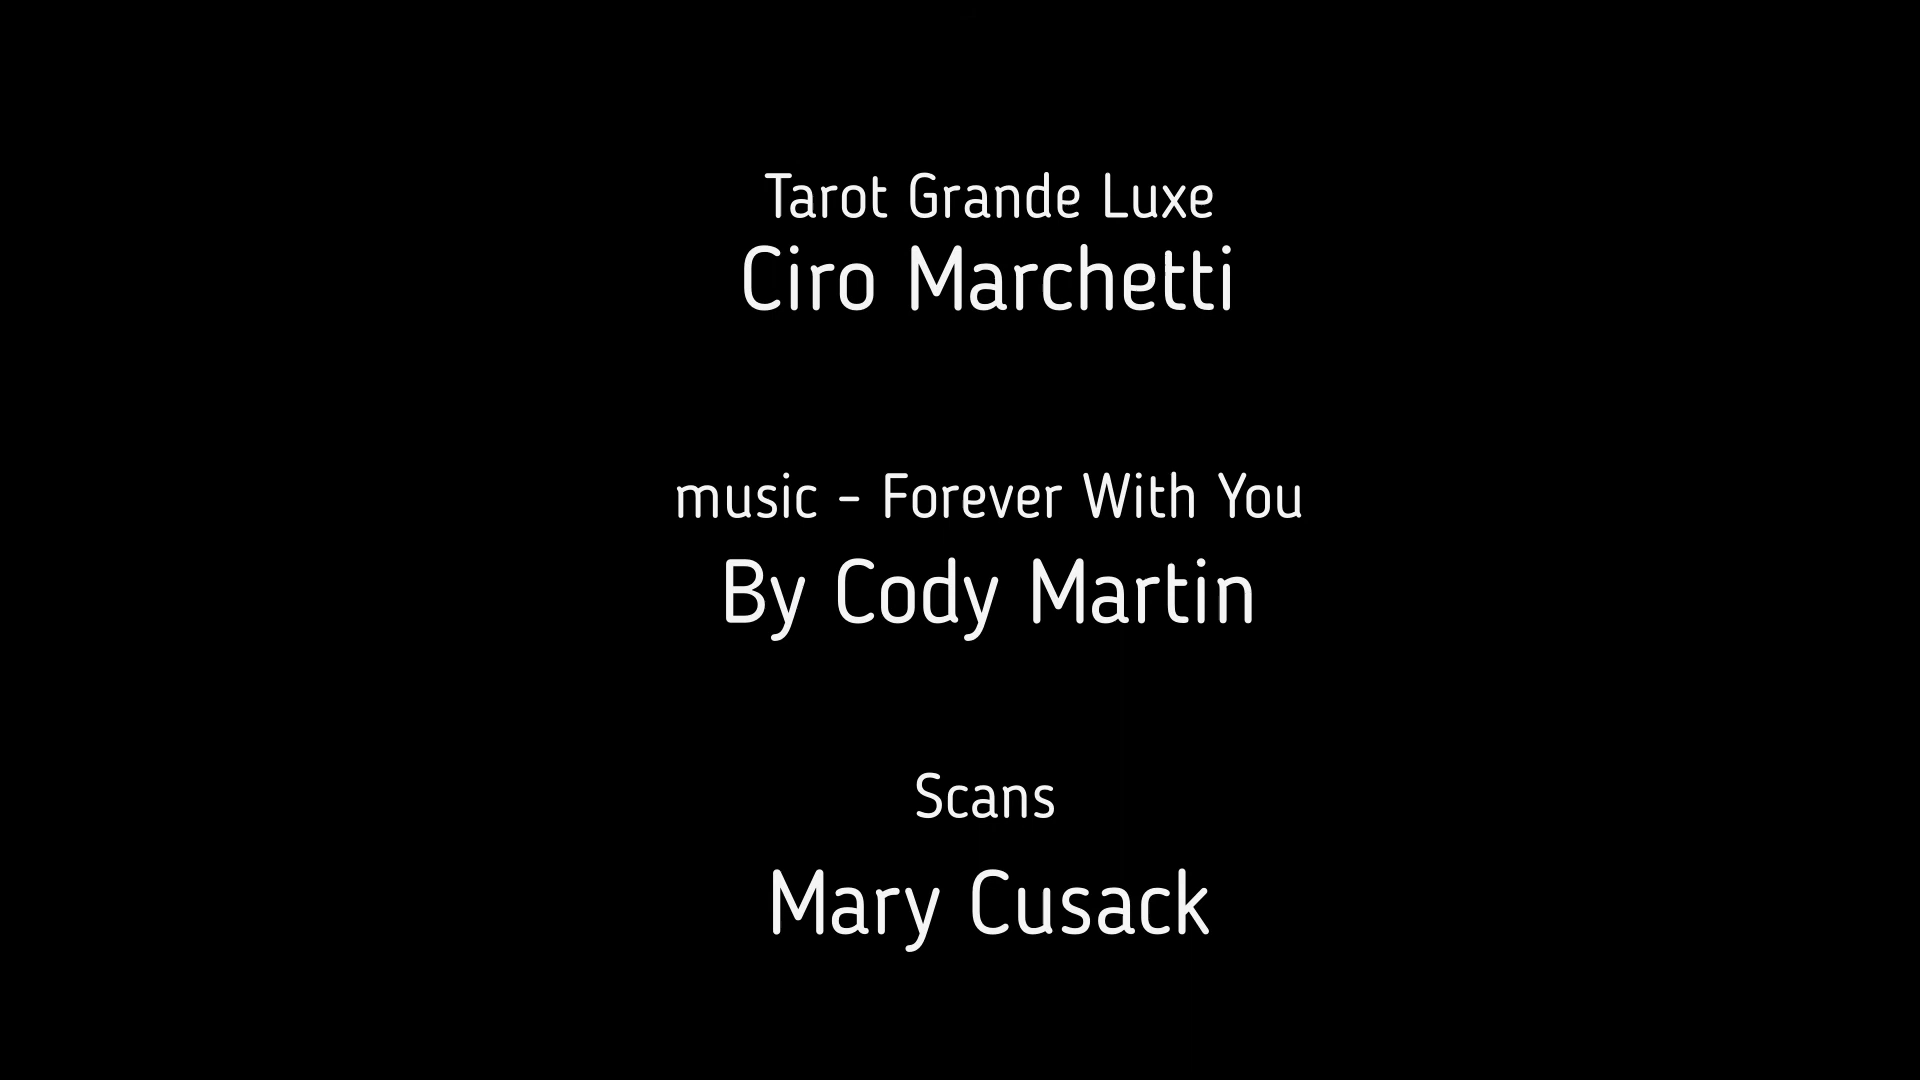 Tarot Grande Luxe
Ciro Marchetti
music - Forever With You
By Cody Martin
Scans
Mary Cusack